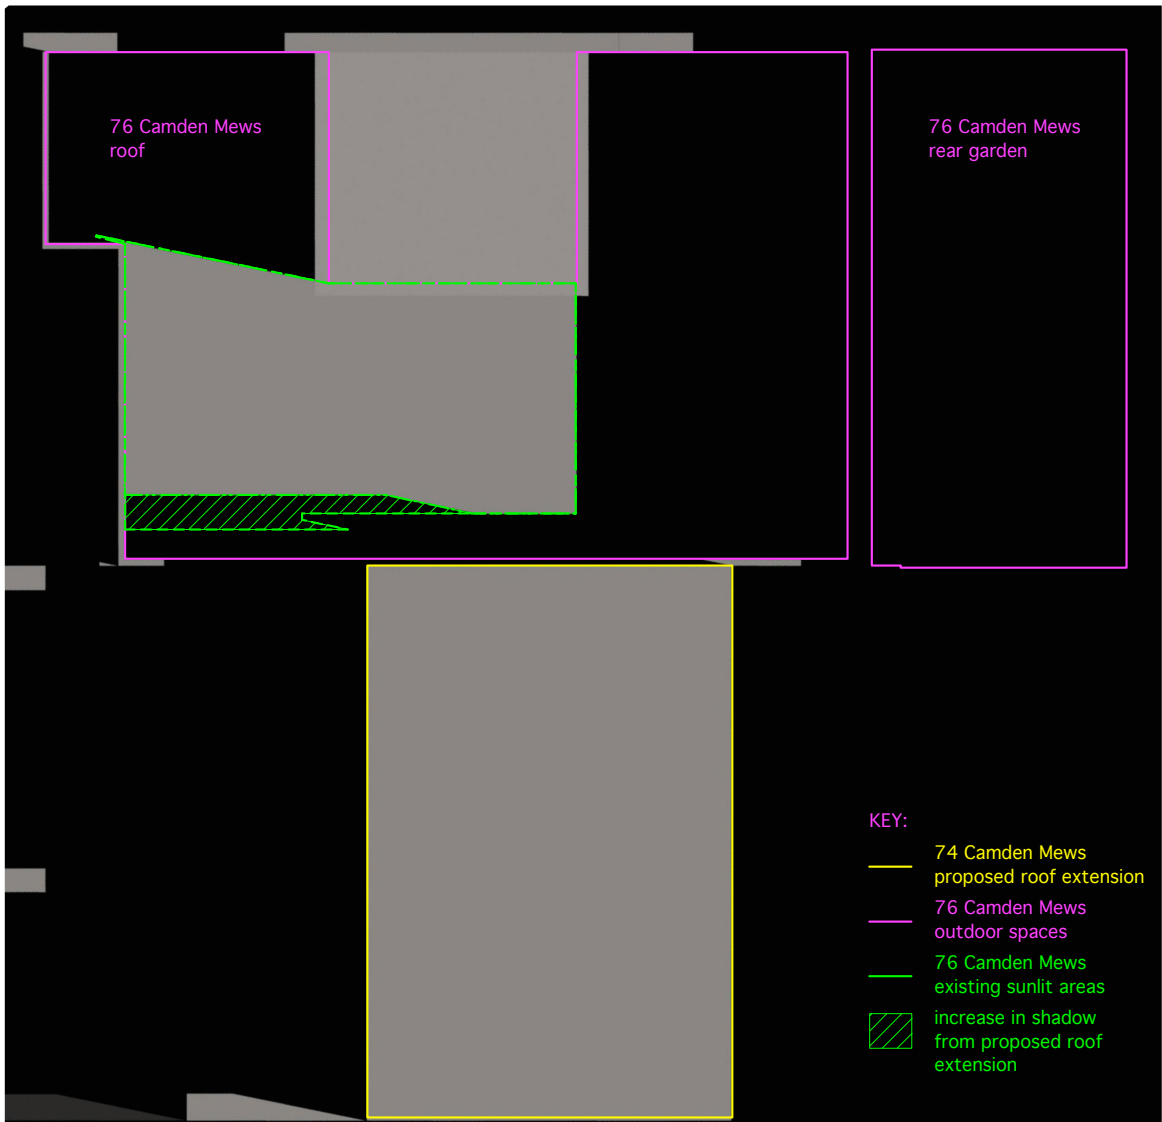 76 Camden Mews
roof
76 Camden Mews
rear garden
KEY:
74 Camden Mews
proposed roof extension
76 Camden Mews
outdoor spaces
76 Camden Mews
existing sunlit areas
increase in shadow
from proposed roof
extension